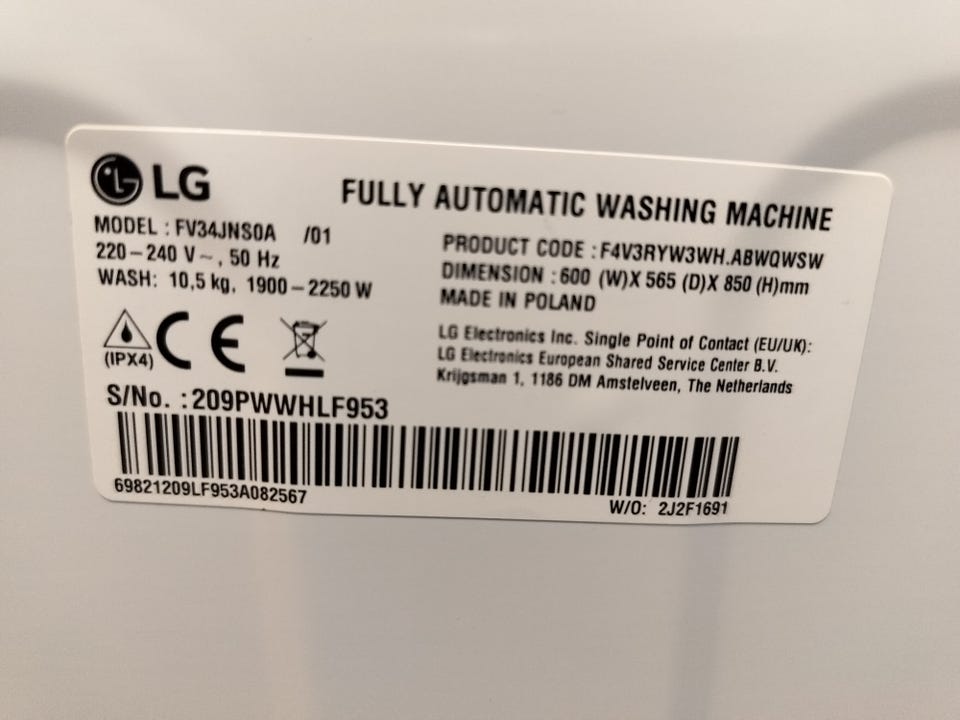 LG
FULLY AUTOMATIC WASHING MACHINE
MODEL : FV34JNS0A /01
220-240 V~, 50 Hz
WASH: 10,5 kg, 1900-2250 W
PRODUCT CODE : F4V3RYW3WH.ABWQWSW
DIMENSION : 600 (W)X 565 (D)X 850 (H)mm
MADE IN POLAND
LG Electronics Inc. Single Point of Contact (EU/UK):
LG Electronics European Shared Service Center B.V.
Krijgsman 1, 1186 DM Amstelveen, The Netherlands
(IPX4)
CE
S/No. : 209PWWHLF953
69821209LF953A082567
W/O: 2J2F1691